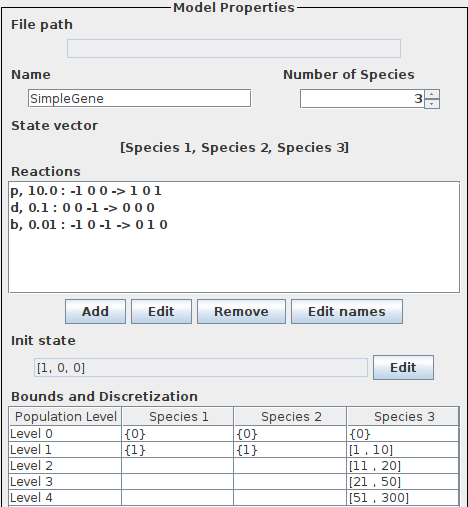 Model Properties
File path
Name Number of Species
SimpleGene 3
State vector
[Species 1, Species 2, Species 3]
Reactions
p, 10.0 : -1 0 0 -> 1 0 1
d, 0.1 : 0 0 -1 -> 0 0 0
b, 0.01 : -1 0 -1 -> 0 1 0
Add Edit Remove Edit names
Init state
[1, 0, 0] Edit
Bounds and Discretization
Population Level Species 1 Species 2 Species 3
Level 0 {0} {0} {0}
Level 1 {1} {1} [1 , 10]
Level 2 [11 , 20]
Level 3 [21 , 50]
Level 4 [51 , 300]